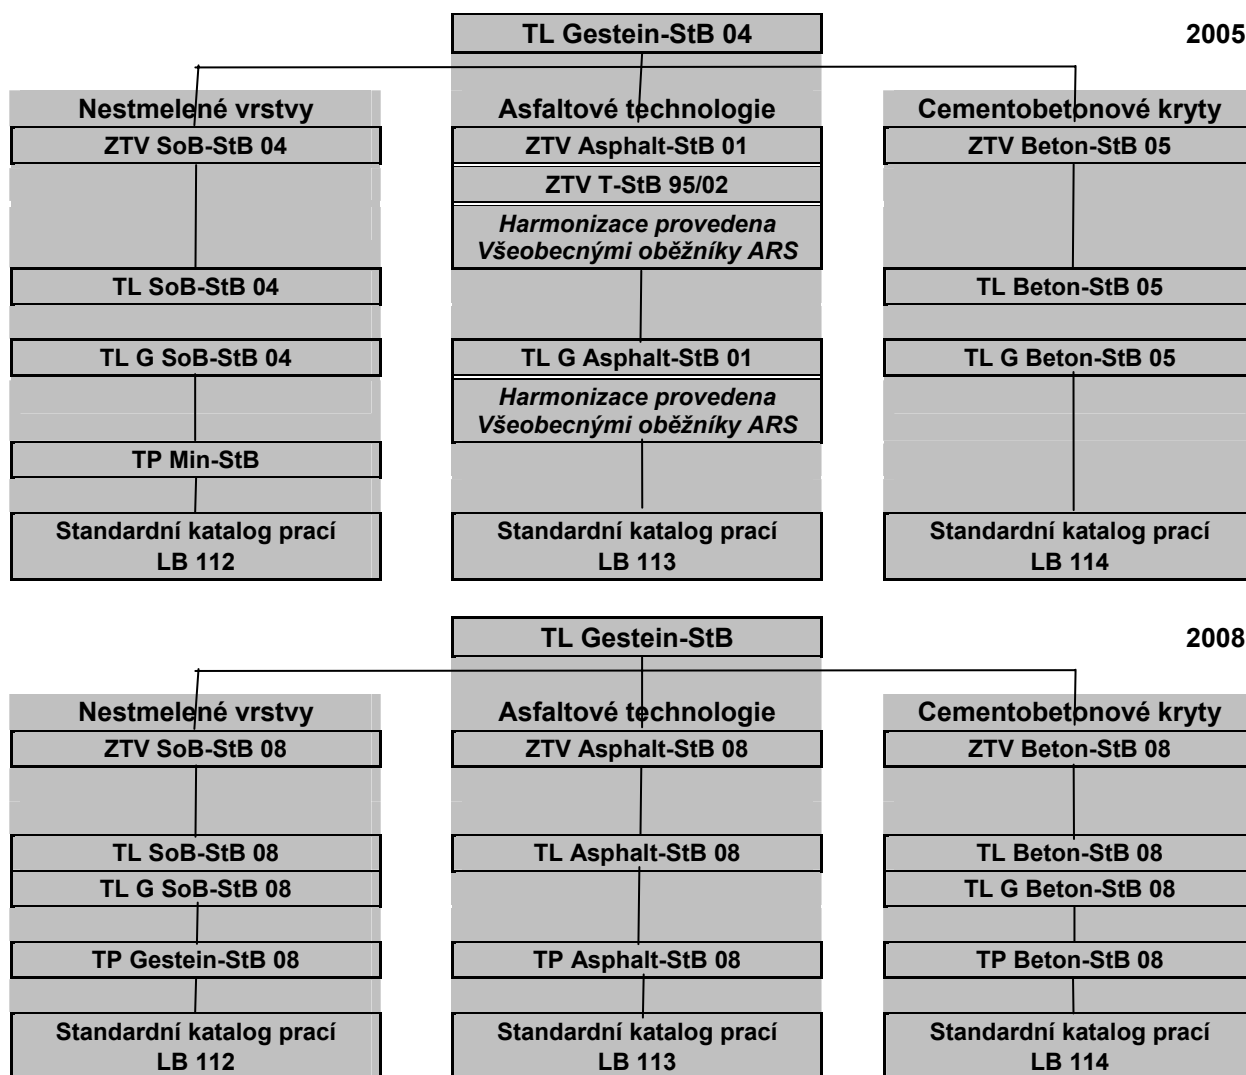 TL Gestein-StB 04
2005
Nestmelené vrstvy
Asfaltové technologie
Cementobetonové kryty
ZTV SoB-StB 04
ZTV Asphalt-StB 01
ZTV Beton-StB 05
ZTV T-StB 95/02
Harmonizace provedena
Všeobecnými oběžníky ARS
TL SoB-StB 04
TL Beton-StB 05
TL G SoB-StB 04
TL G Asphalt-StB 01
TL G Beton-StB 05
Harmonizace provedena
Všeobecnými oběžníky ARS
TP Min-StB
Standardní katalog prací
LB 112
Standardní katalog prací
LB 113
Standardní katalog prací
LB 114
TL Gestein-StB
2008
Nestmelené vrstvy
Asfaltové technologie
Cementobetonové kryty
ZTV SoB-StB 08
ZTV Asphalt-StB 08
ZTV Beton-StB 08
TL SoB-StB 08
TL Asphalt-StB 08
TL Beton-StB 08
TL G SoB-StB 08
TL G Beton-StB 08
TP Gestein-StB 08
TP Asphalt-StB 08
TP Beton-StB 08
Standardní katalog prací
LB 112
Standardní katalog prací
LB 113
Standardní katalog prací
LB 114